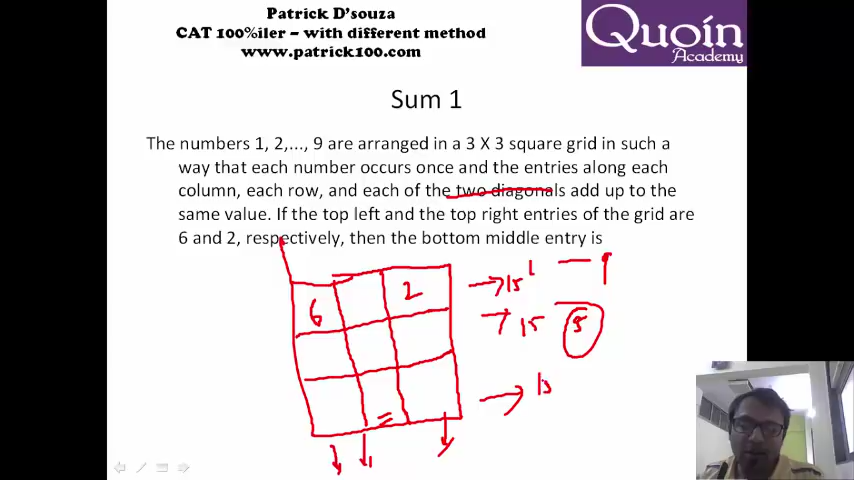 Patrick D'souza
CAT 100%iler – with different method
www.patrick100.com
Quoin
Academy
Sum 1
The numbers 1, 2,..., 9 are arranged in a 3 X 3 square grid in such a
way that each number occurs once and the entries along each
column, each row, and each of the two diagonals add up to the
same value. If the top left and the top right entries of the grid are
6 and 2, respectively, then the bottom middle entry is
6 2
15
15
5